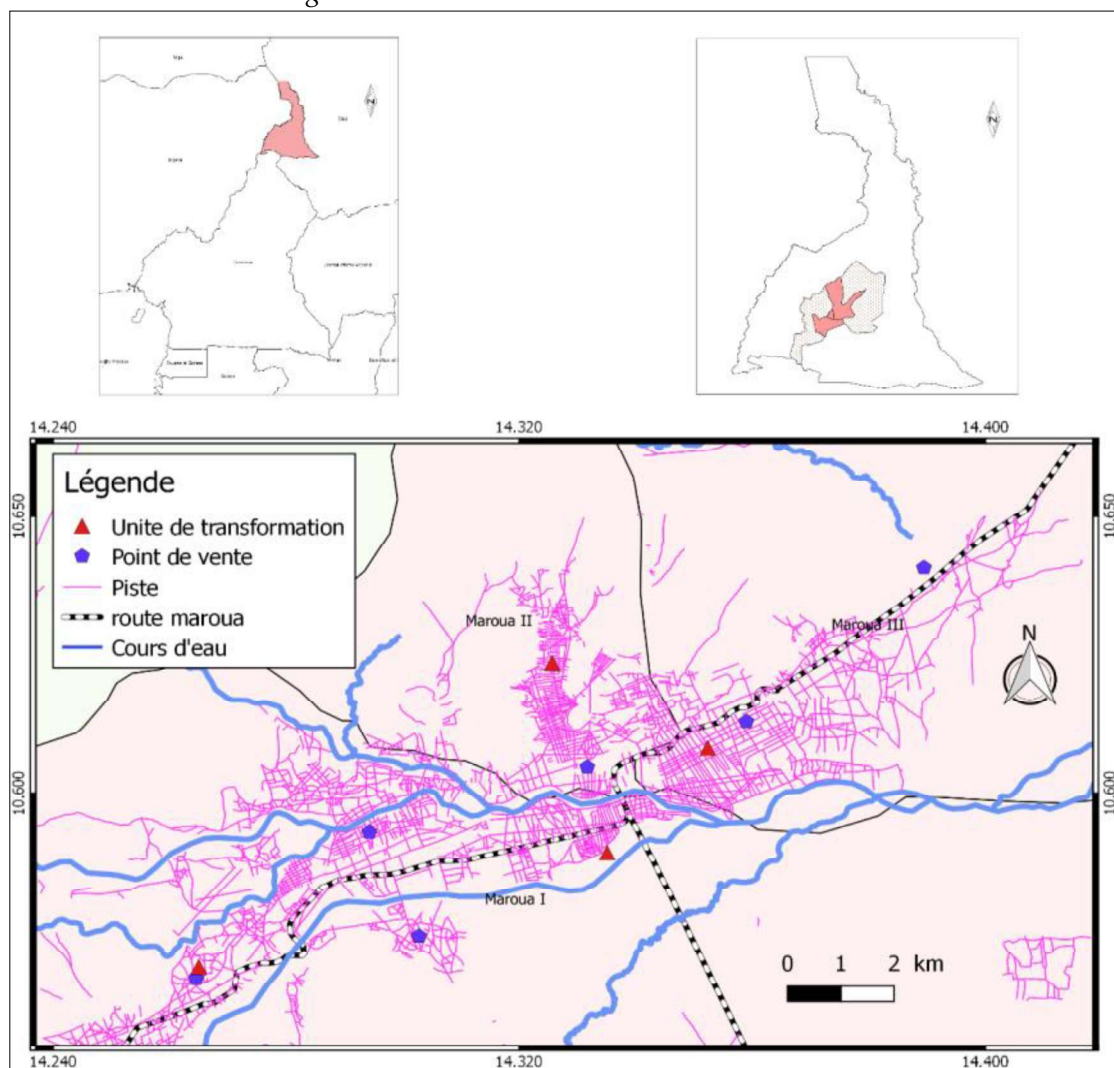 N
N
14.240 14.320 14.400
10.650
10.650
Légende
Unite de transformation
Point de vente
Piste
route maroua
Cours d'eau
Maroua II
Maroua III
N
10.600
10.600
Maroua I
0 1 2 km
14.240 14.320 14.400